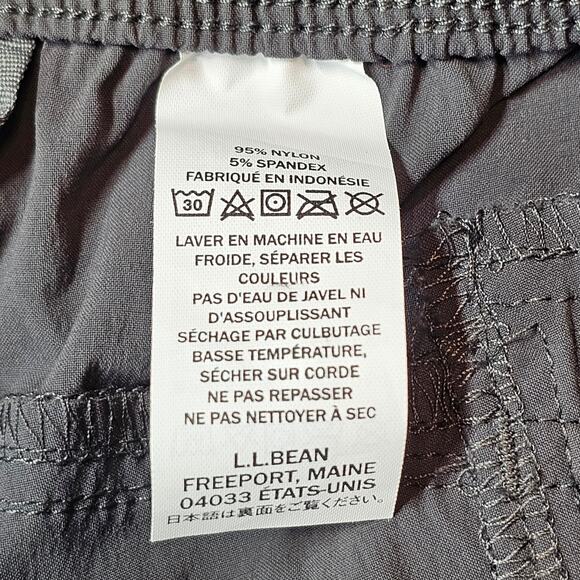 95% NYLON
5% SPANDEX
FABRIQUÉ EN INDONÉSIE
30
LAVER EN MACHINE EN EAU
FROIDE, SÉPARER LES
COULEURS
PAS D'EAU DE JAVEL NI
D'ASSOUPLISSANT
SÉCHAGE PAR CULBUTAGE
BASSE TEMPÉRATURE,
SÉCHER SUR CORDE
NE PAS REPASSER
NE PAS NETTOYER À SEC
L.L.BEAN
FREEPORT, MAINE
04033 ÉTATS-UNIS
日本語は裏面をご覧ください。